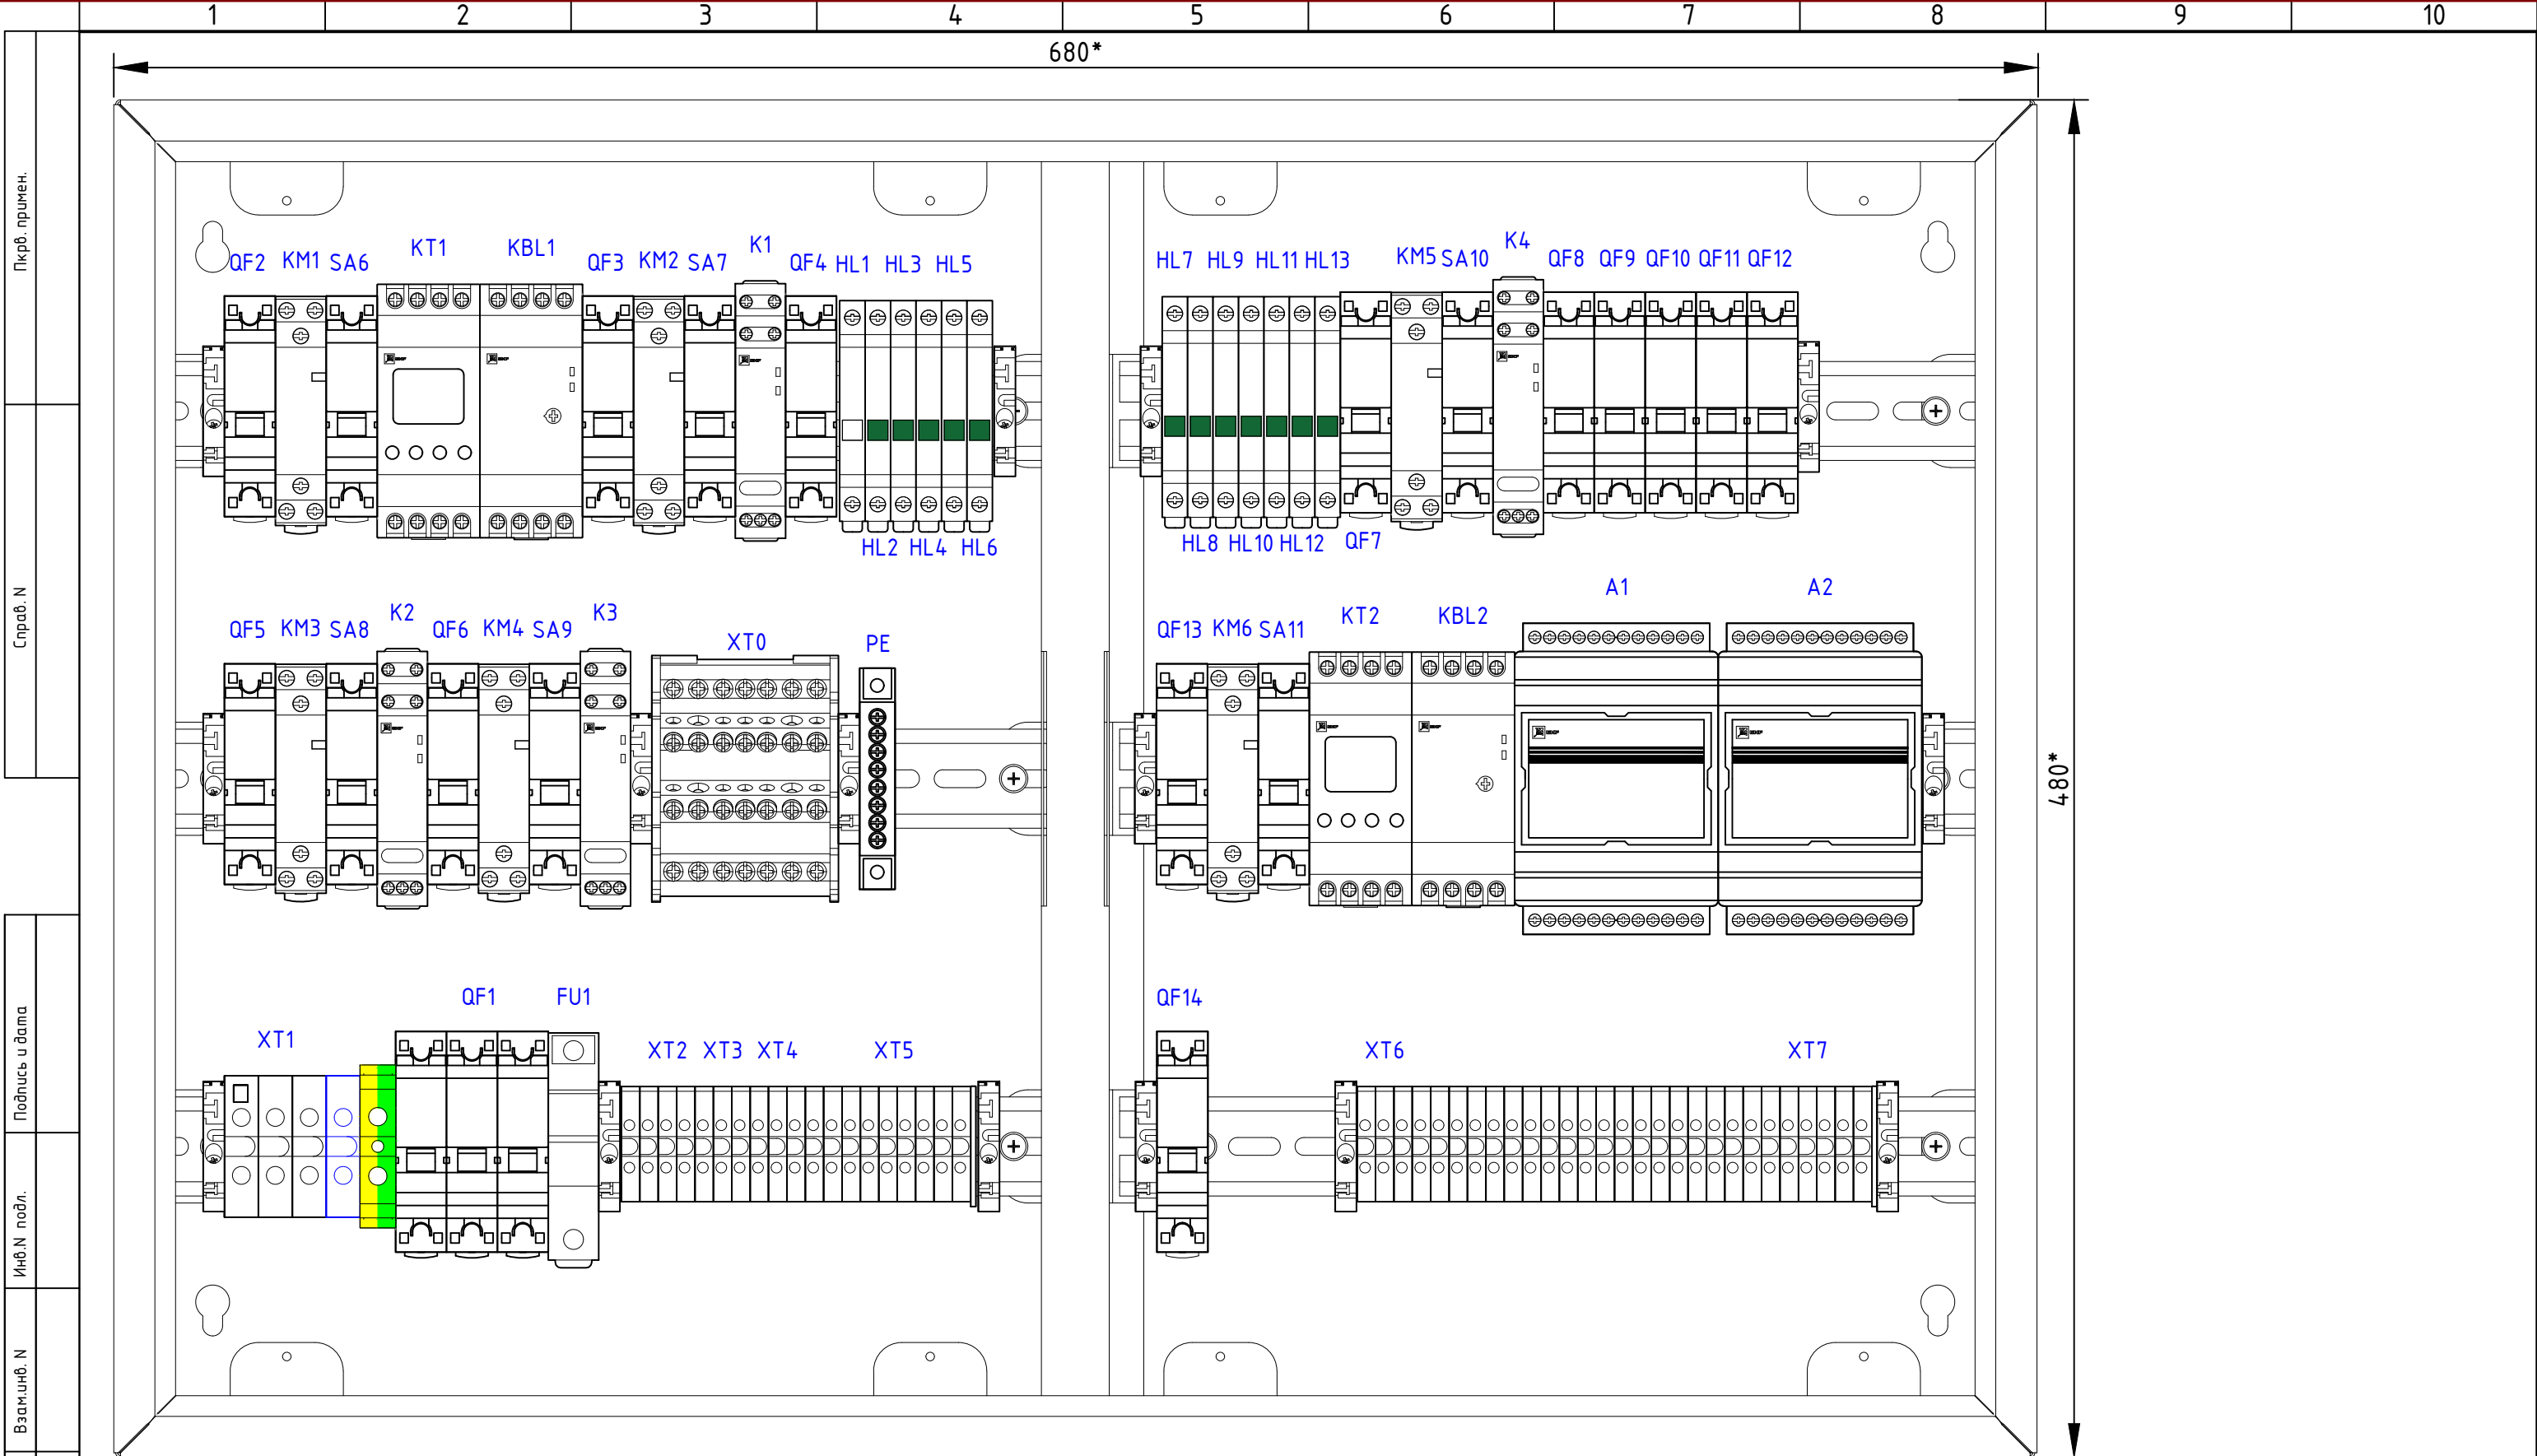 1 2 3 4 5 6 7 8 9 10
680*
KT1 KBL1 K1
QF2 KM1 SA6 QF3 KM2 SA7 QF4 HL1 HL3 HL5
HL2 HL4 HL6
K4
HL7 HL9 HL11 HL13 KM5 SA10 QF8 QF9 QF10 QF11 QF12
HL8 HL10 HL12 QF7
K2 K3
QF5 KM3 SA8 QF6 KM4 SA9 XT0 PE
A1 A2
KT2 KBL2
QF13 KM6 SA11
480*
QF1 FU1
XT1 XT2 XT3 XT4 XT5
QF14
XT6 XT7
Пкрв. примен.
Справ. N
Подпись и дата
Инв.N подл.
Взам.инв. N